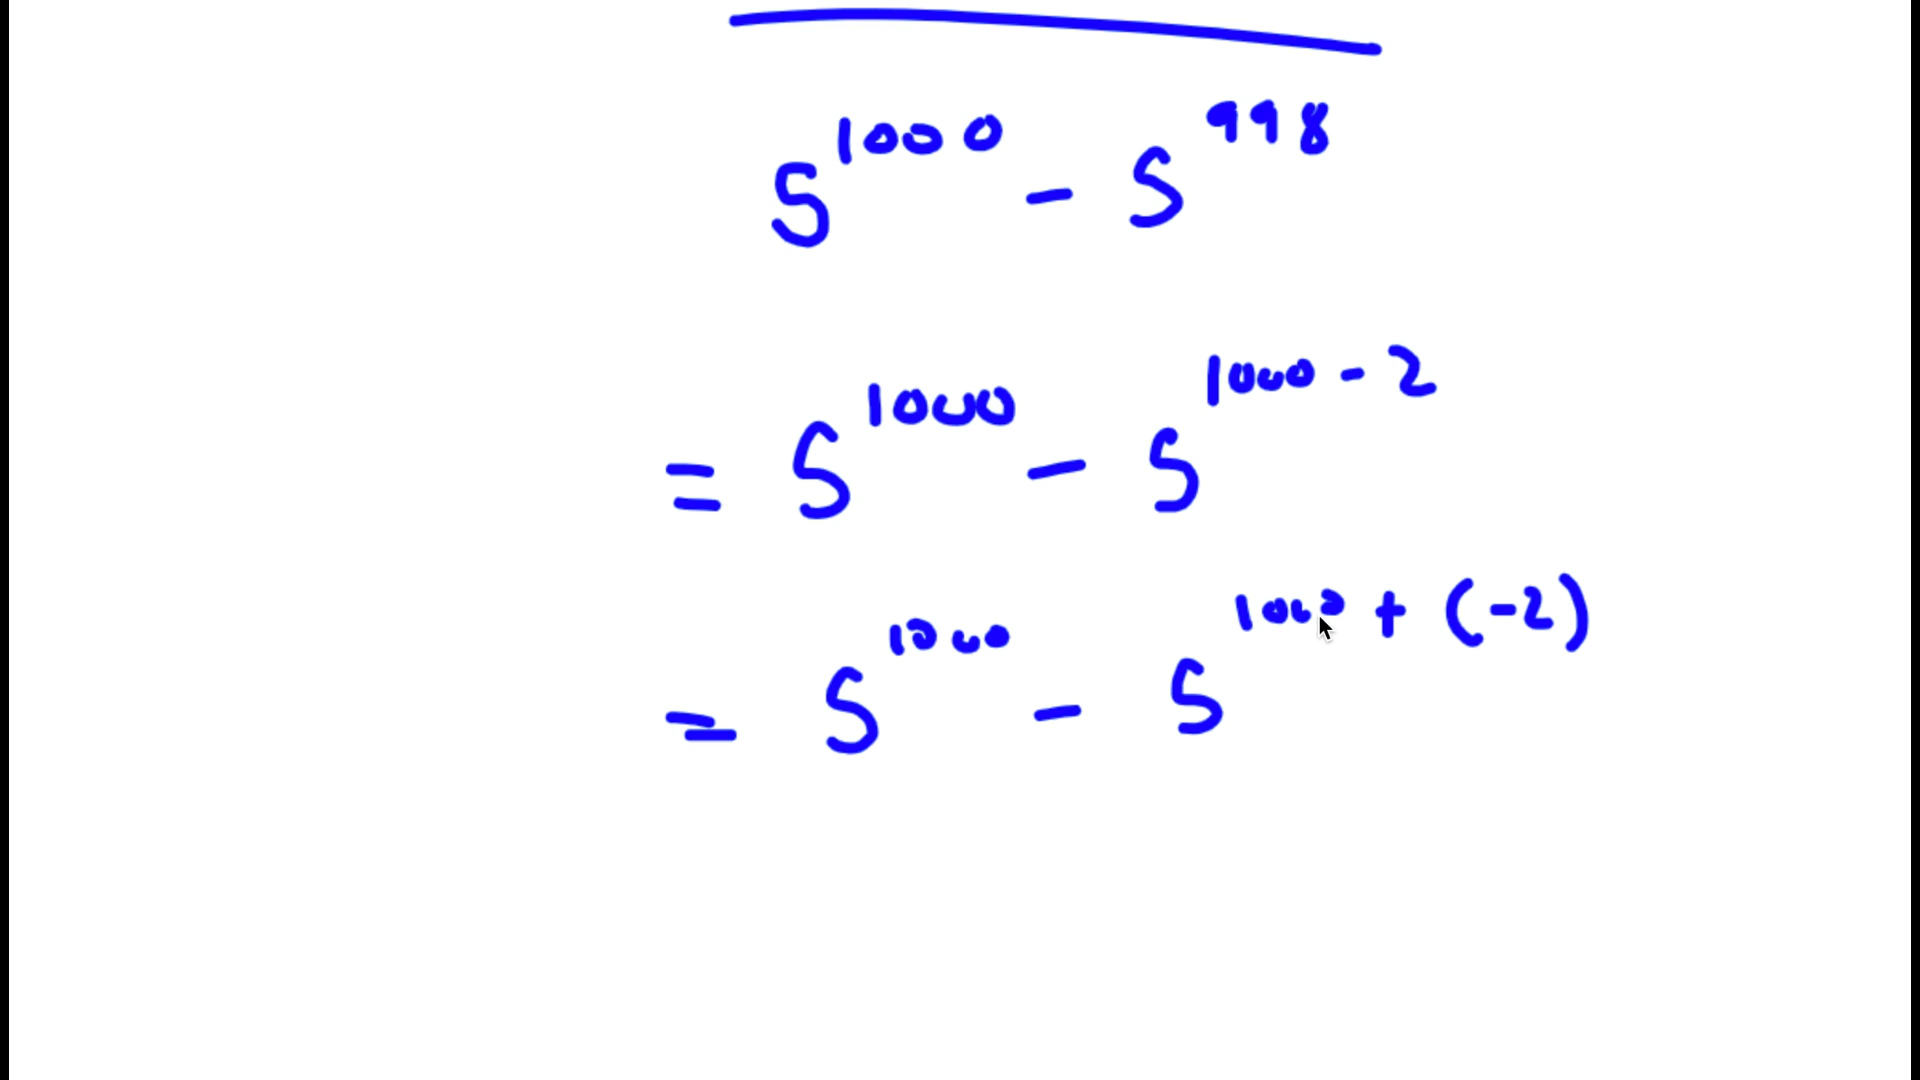 5^1000 - 5^998
= 5^1000 - 5^1000-2
= 5^1000 - 5^1000 + (-2)